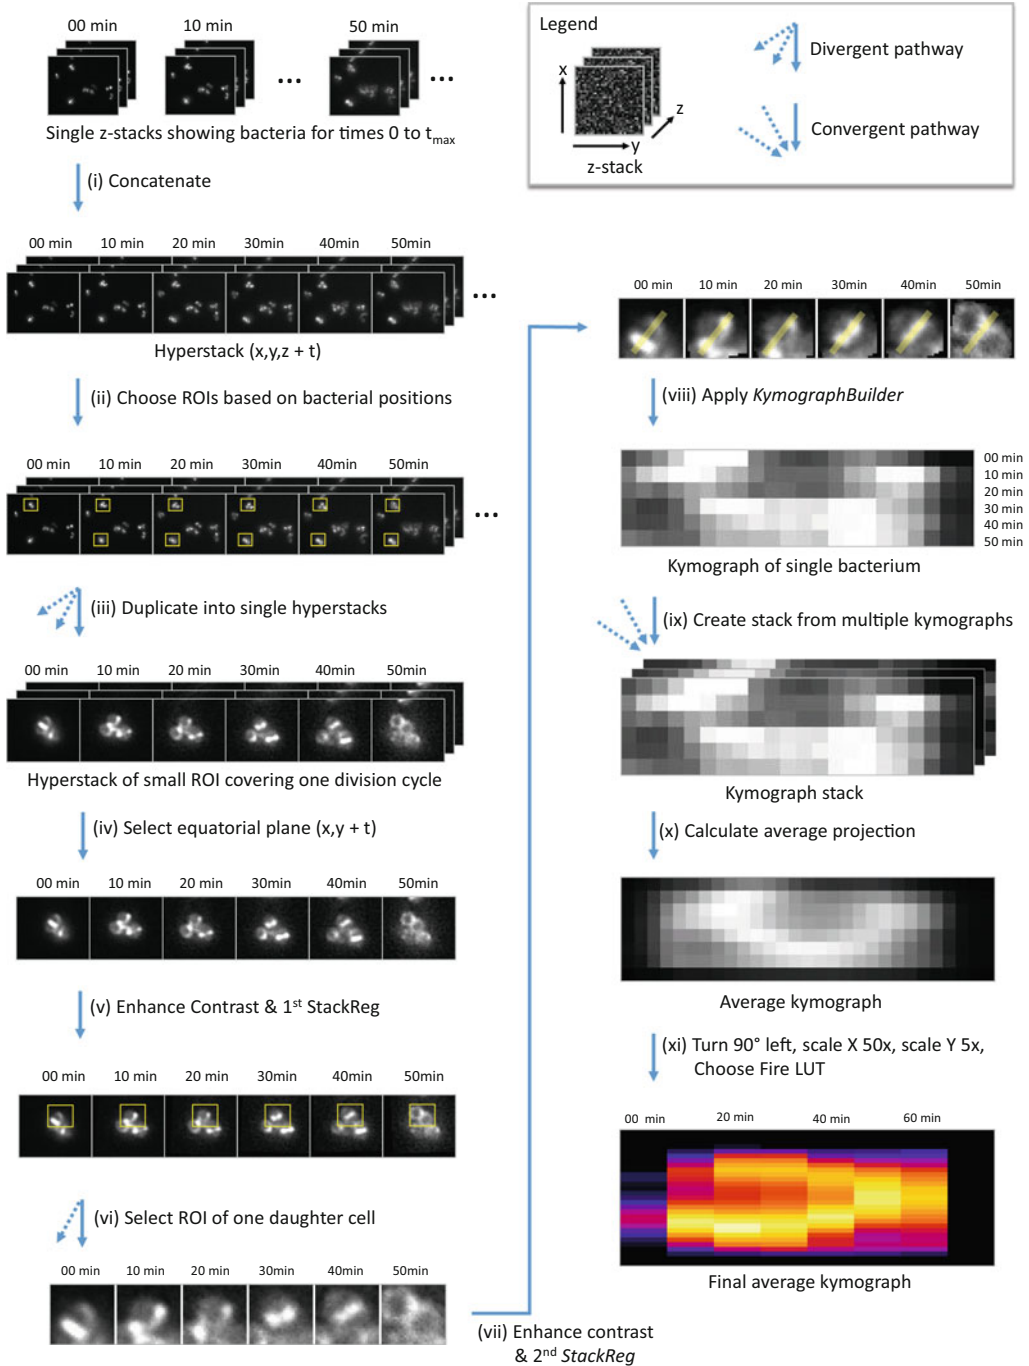 00 min 10 min 50 min
... ...
Single z-stacks showing bacteria for times 0 to tmax
(i) Concatenate
00 min 10 min 20 min 30min 40min 50min
...
Hyperstack (x,y,z + t)
(ii) Choose ROIs based on bacterial positions
00 min 10 min 20 min 30min 40min 50min
...
(iii) Duplicate into single hyperstacks
00 min 10 min 20 min 30min 40min 50min
Hyperstack of small ROI covering one division cycle
(iv) Select equatorial plane (x,y + t)
00 min 10 min 20 min 30min 40min 50min
(v) Enhance Contrast & 1st StackReg
00 min 10 min 20 min 30min 40min 50min
(vi) Select ROI of one daughter cell
00 min 10 min 20 min 30min 40min 50min
(vii) Enhance contrast
& 2nd StackReg
Legend
x
z
y
z-stack
Divergent pathway
Convergent pathway
00 min 10 min 20 min 30min 40min 50min
(viii) Apply KymographBuilder
00 min
10 min
20 min
30 min
40 min
50 min
Kymograph of single bacterium
(ix) Create stack from multiple kymographs
Kymograph stack
(x) Calculate average projection
Average kymograph
(xi) Turn 90° left, scale X 50x, scale Y 5x,
Choose Fire LUT
00 min 20 min 40 min 60 min
Final average kymograph